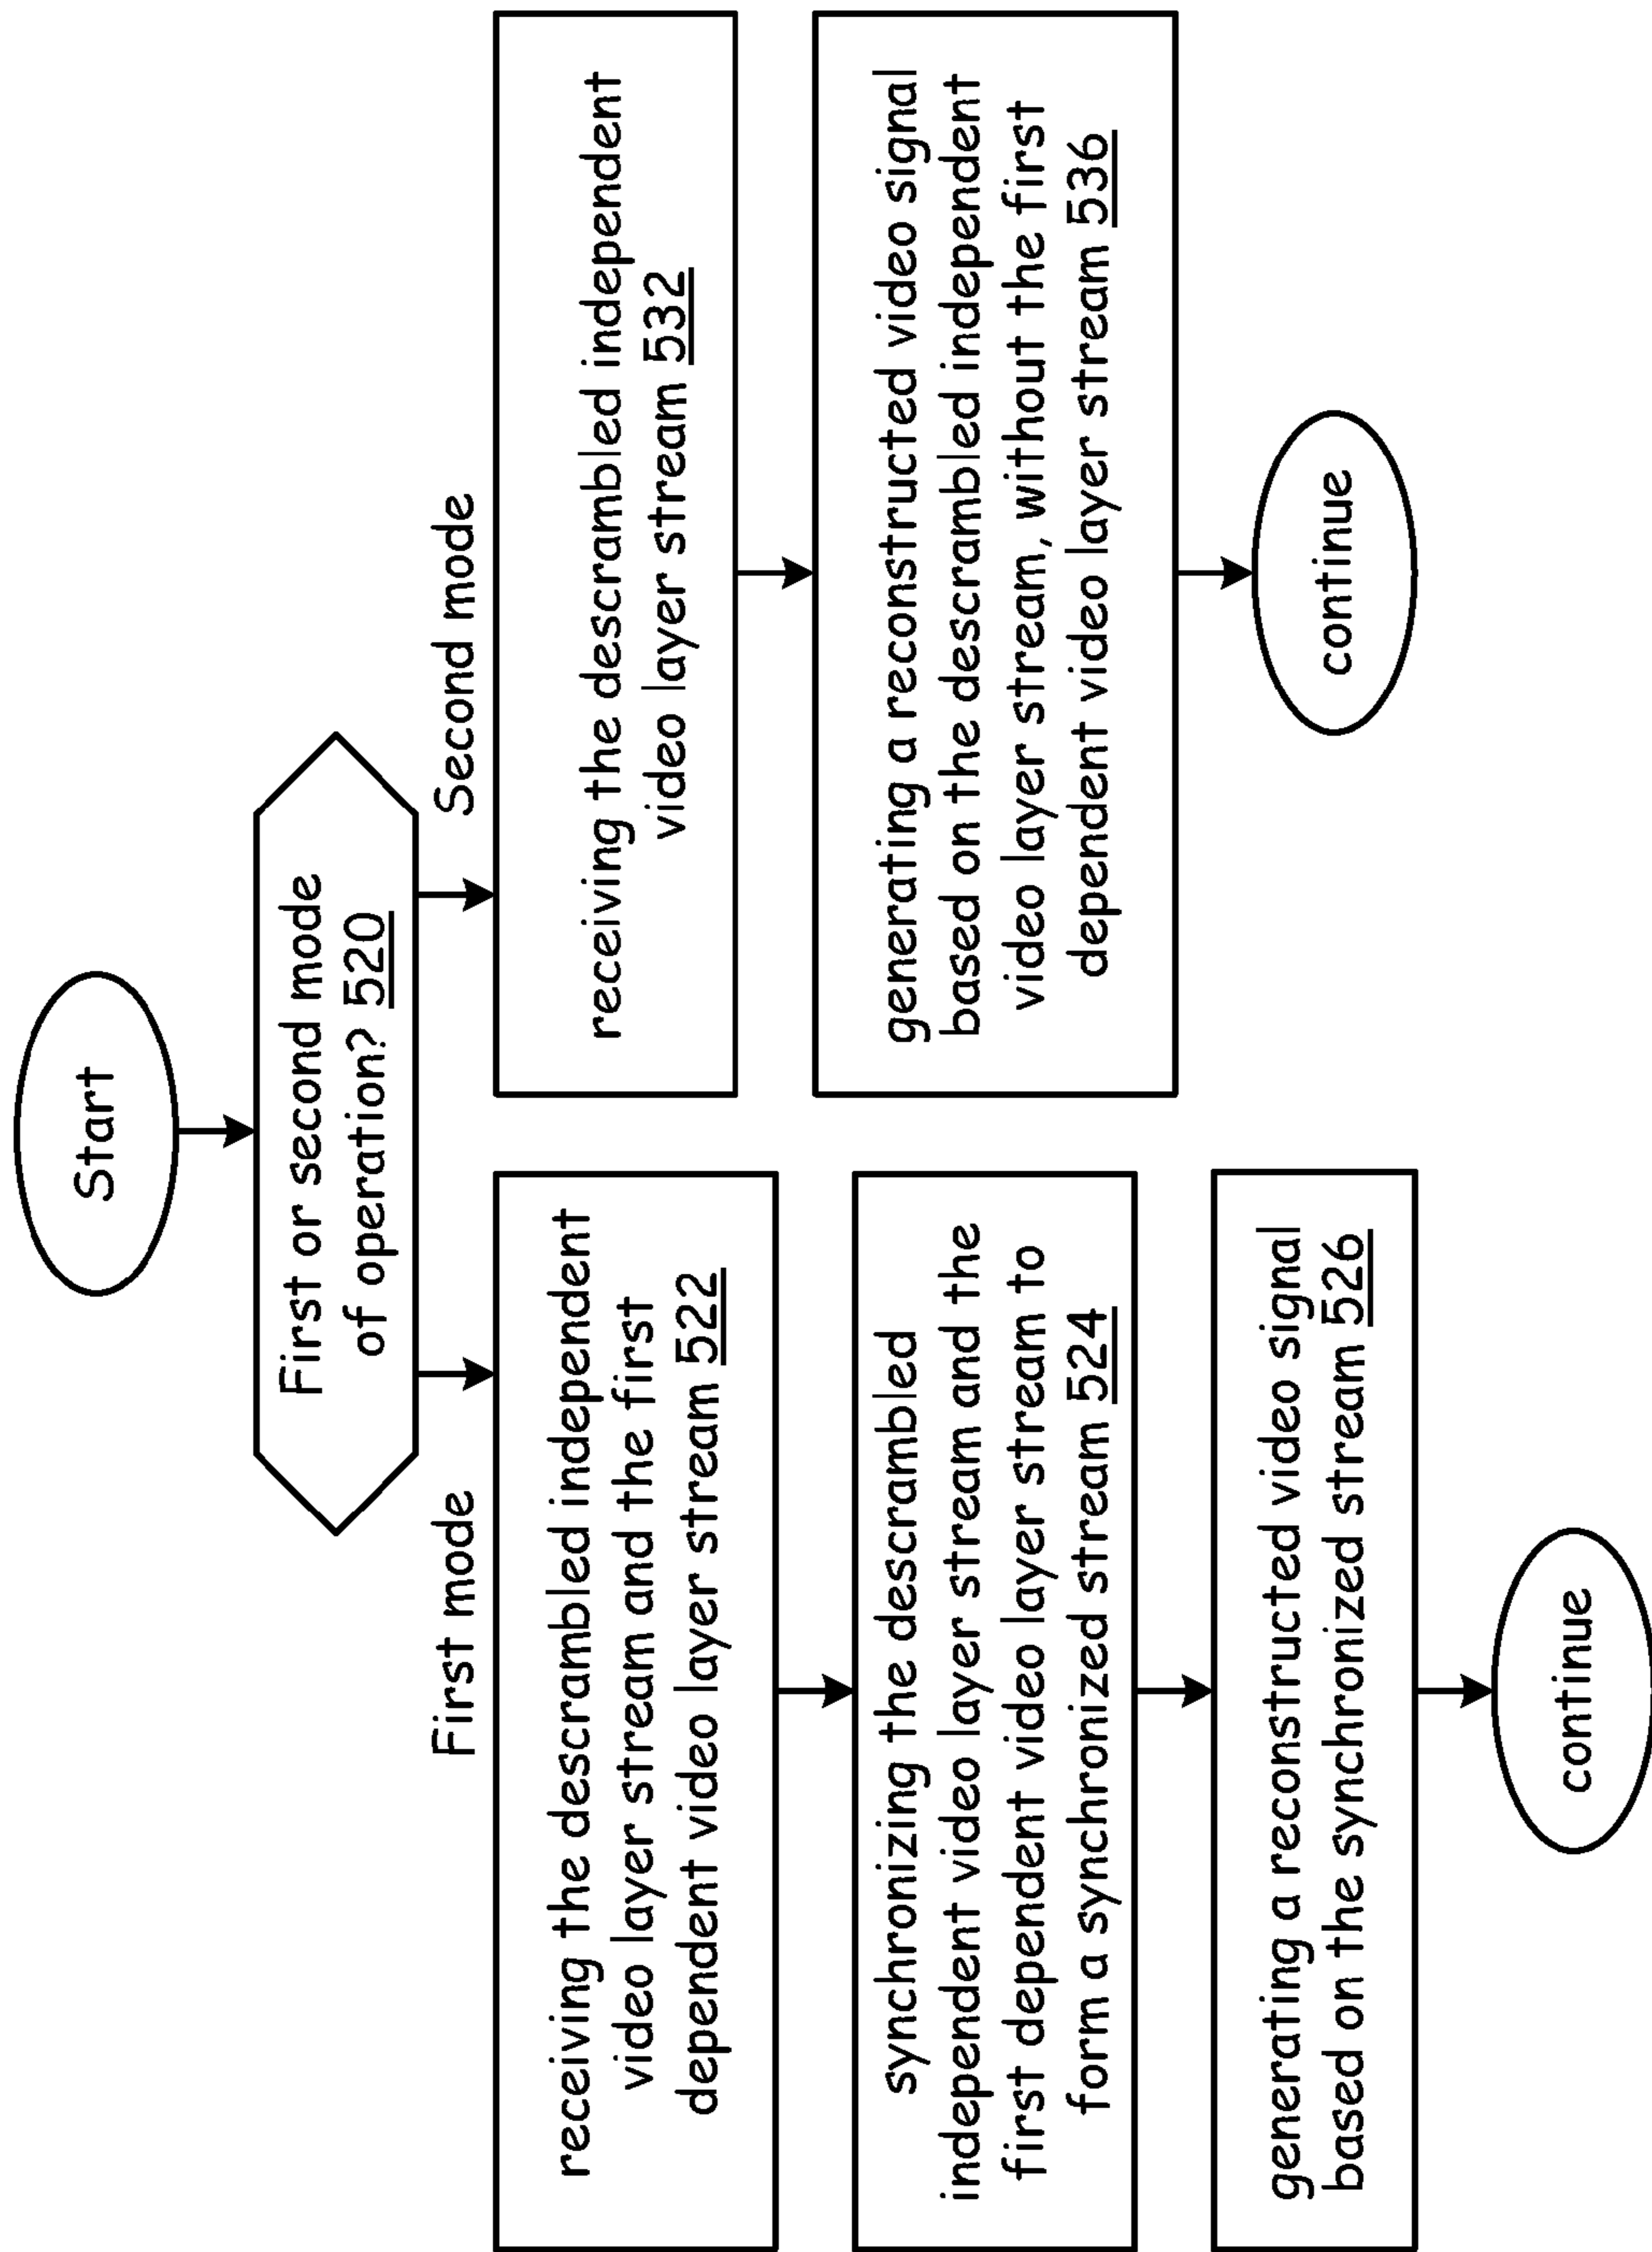 Start
First or second mode
of operation? 520
First mode
Second mode
receiving the descrambled independent
video layer stream and the first
dependent video layer stream 522
synchronizing the descrambled
independent video layer stream and the
first dependent video layer stream to
form a synchronized stream 524
generating a reconstructed video signal
based on the synchronized stream 526
continue
receiving the descrambled independent
video layer stream 532
generating a reconstructed video signal
based on the descrambled independent
video layer stream, without the first
dependent video layer stream 536
continue